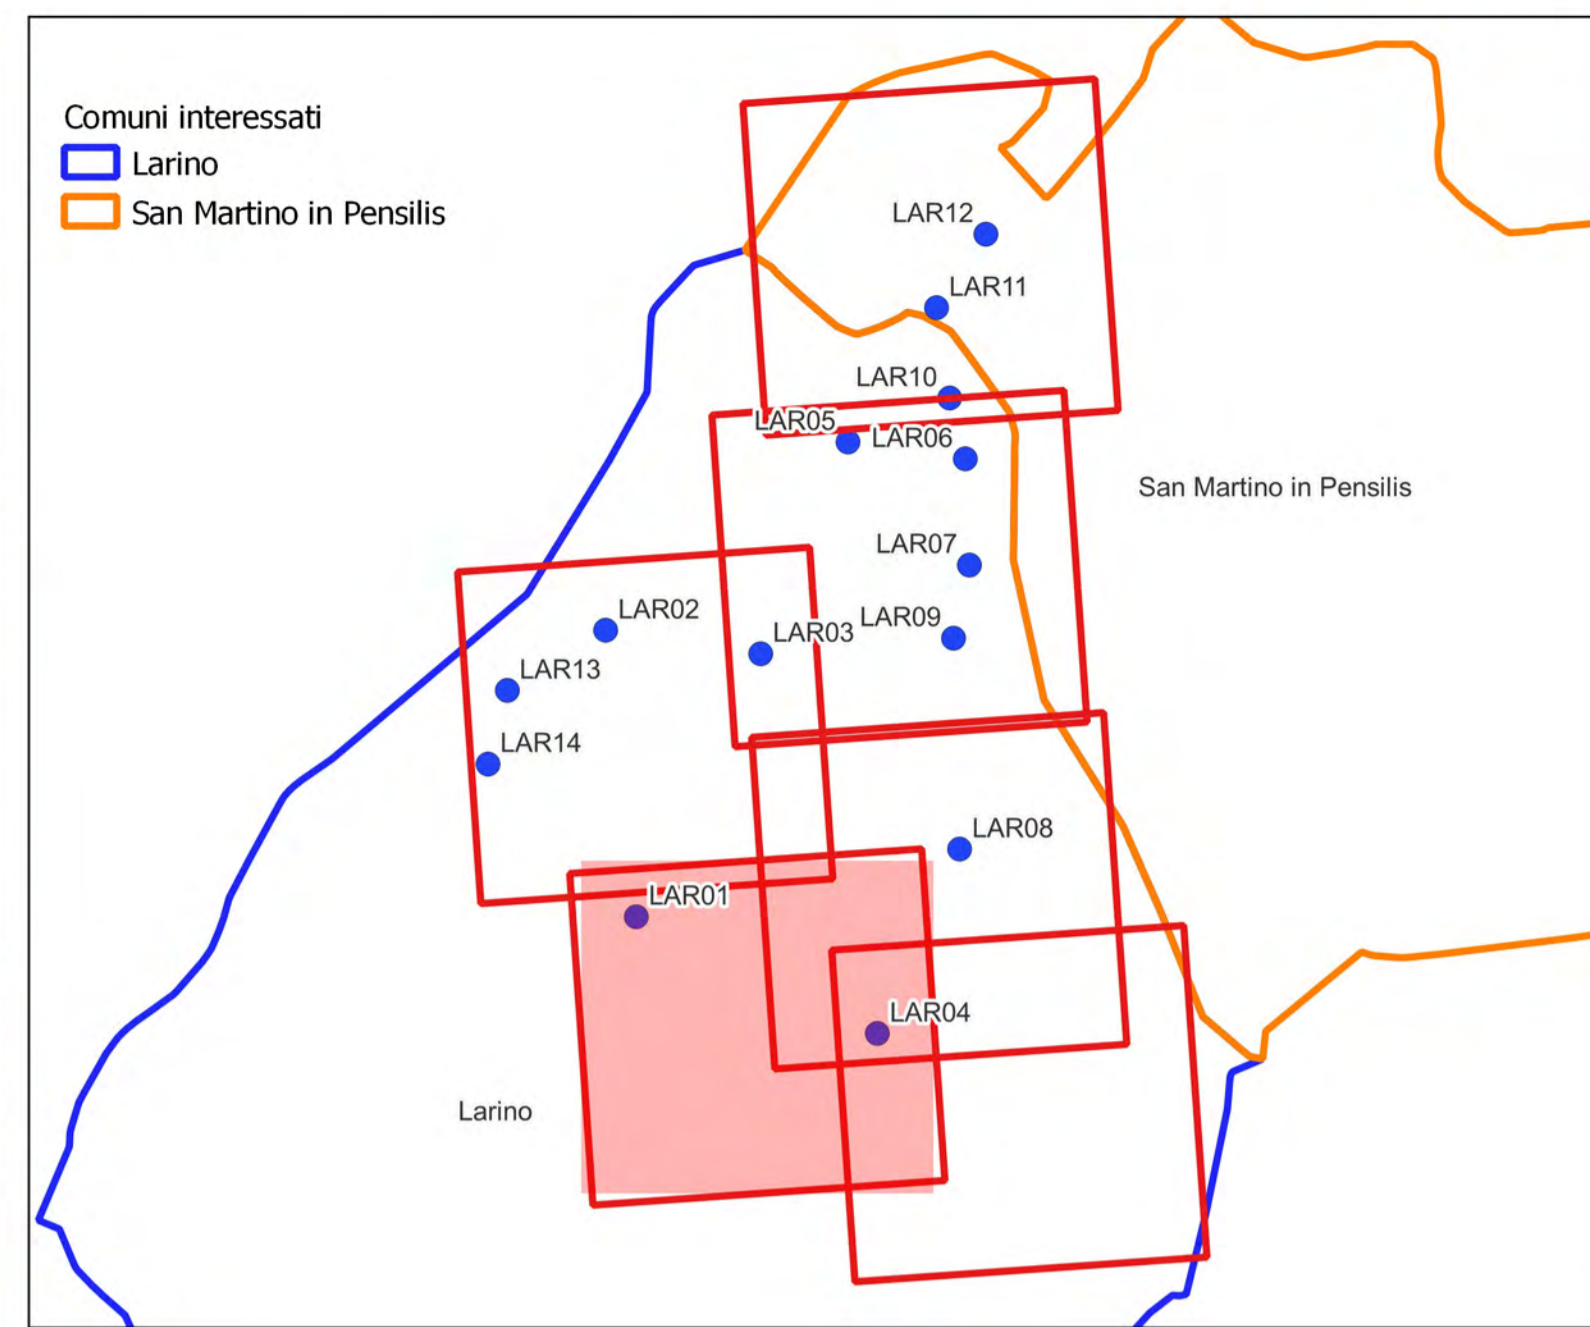 Comuni interessati
Larino
San Martino in Pensilis
LAR12
LAR11
LAR10
LAR05
LAR06
San Martino in Pensilis
LAR07
LAR02
LAR09
LAR03
LAR13
LAR14
LAR08
LAR01
LAR04
Larino